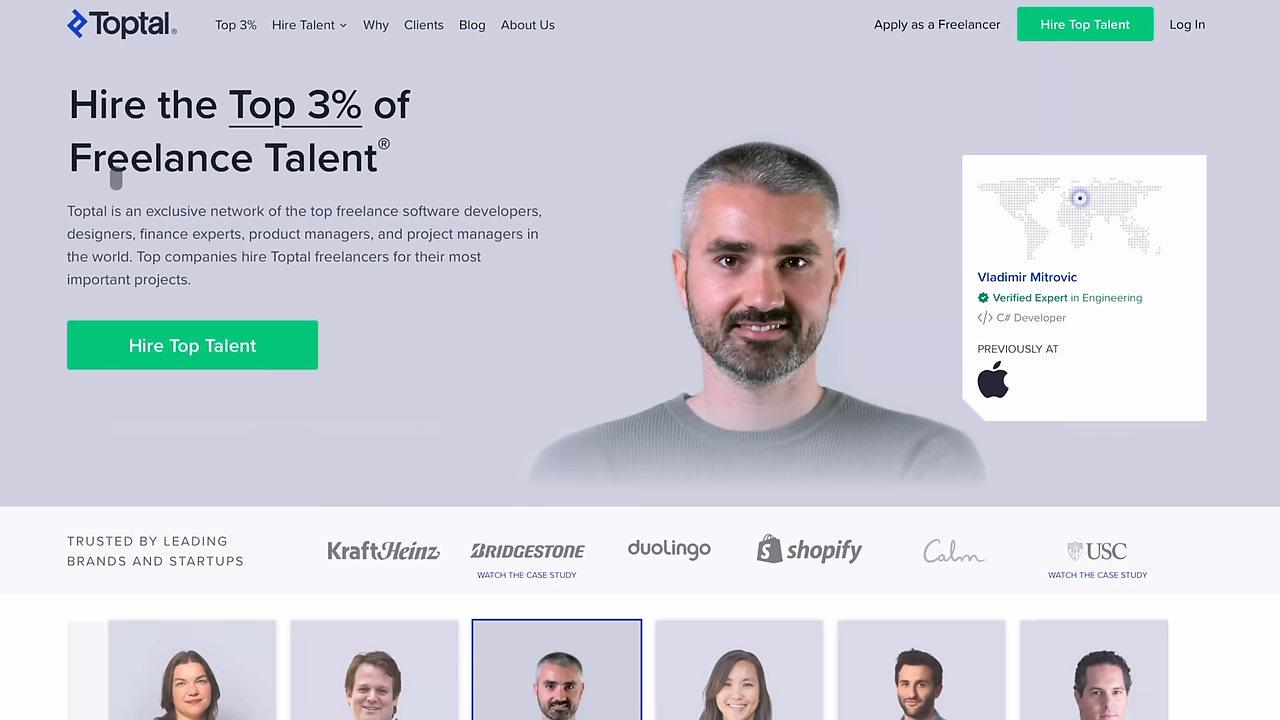 Toptal®
Top 3% Hire Talent Why Clients Blog About Us
Apply as a Freelancer Hire Top Talent Log In
Hire the Top 3% of
Freelance Talent®
Toptal is an exclusive network of the top freelance software developers,
designers, finance experts, product managers, and project managers in
the world. Top companies hire Toptal freelancers for their most
important projects.
Hire Top Talent
Vladimir Mitrovic
Verified Expert in Engineering
</> C# Developer
PREVIOUSLY AT
TRUSTED BY LEADING
BRANDS AND STARTUPS
KraftHeinz
BRIDGESTONE
WATCH THE CASE STUDY
duolingo
shopify
Calm
USC
WATCH THE CASE STUDY